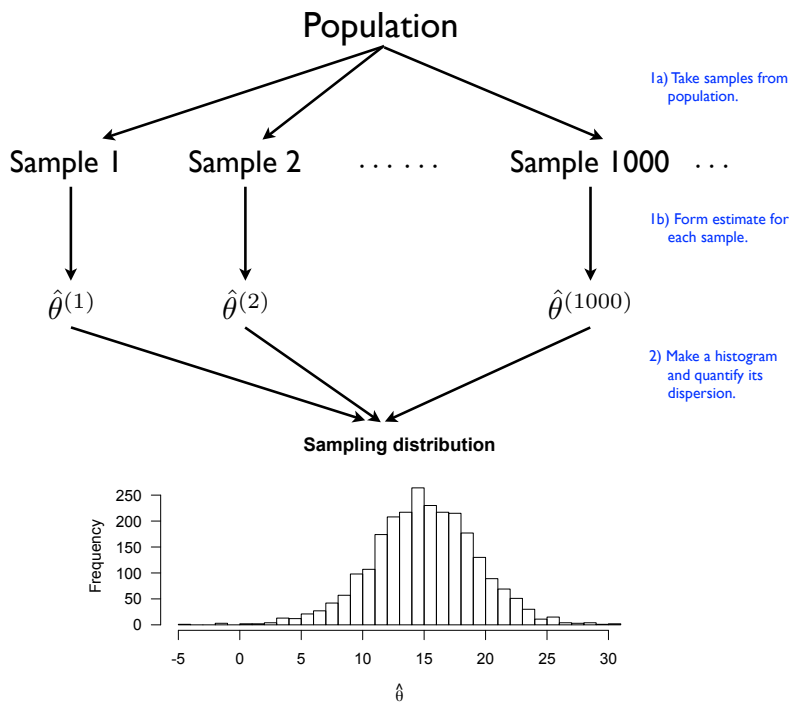 Population
1a) Take samples from
population.
Sample 1
Sample 2
. . . . . .
Sample 1000
. . .
1b) Form estimate for
each sample.
θ̂(1)
θ̂(2)
θ̂(1000)
2) Make a histogram
and quantify its
dispersion.
Sampling distribution
Frequency
250
200
150
100
50
0
-5 0 5 10 15 20 25 30
θ̂